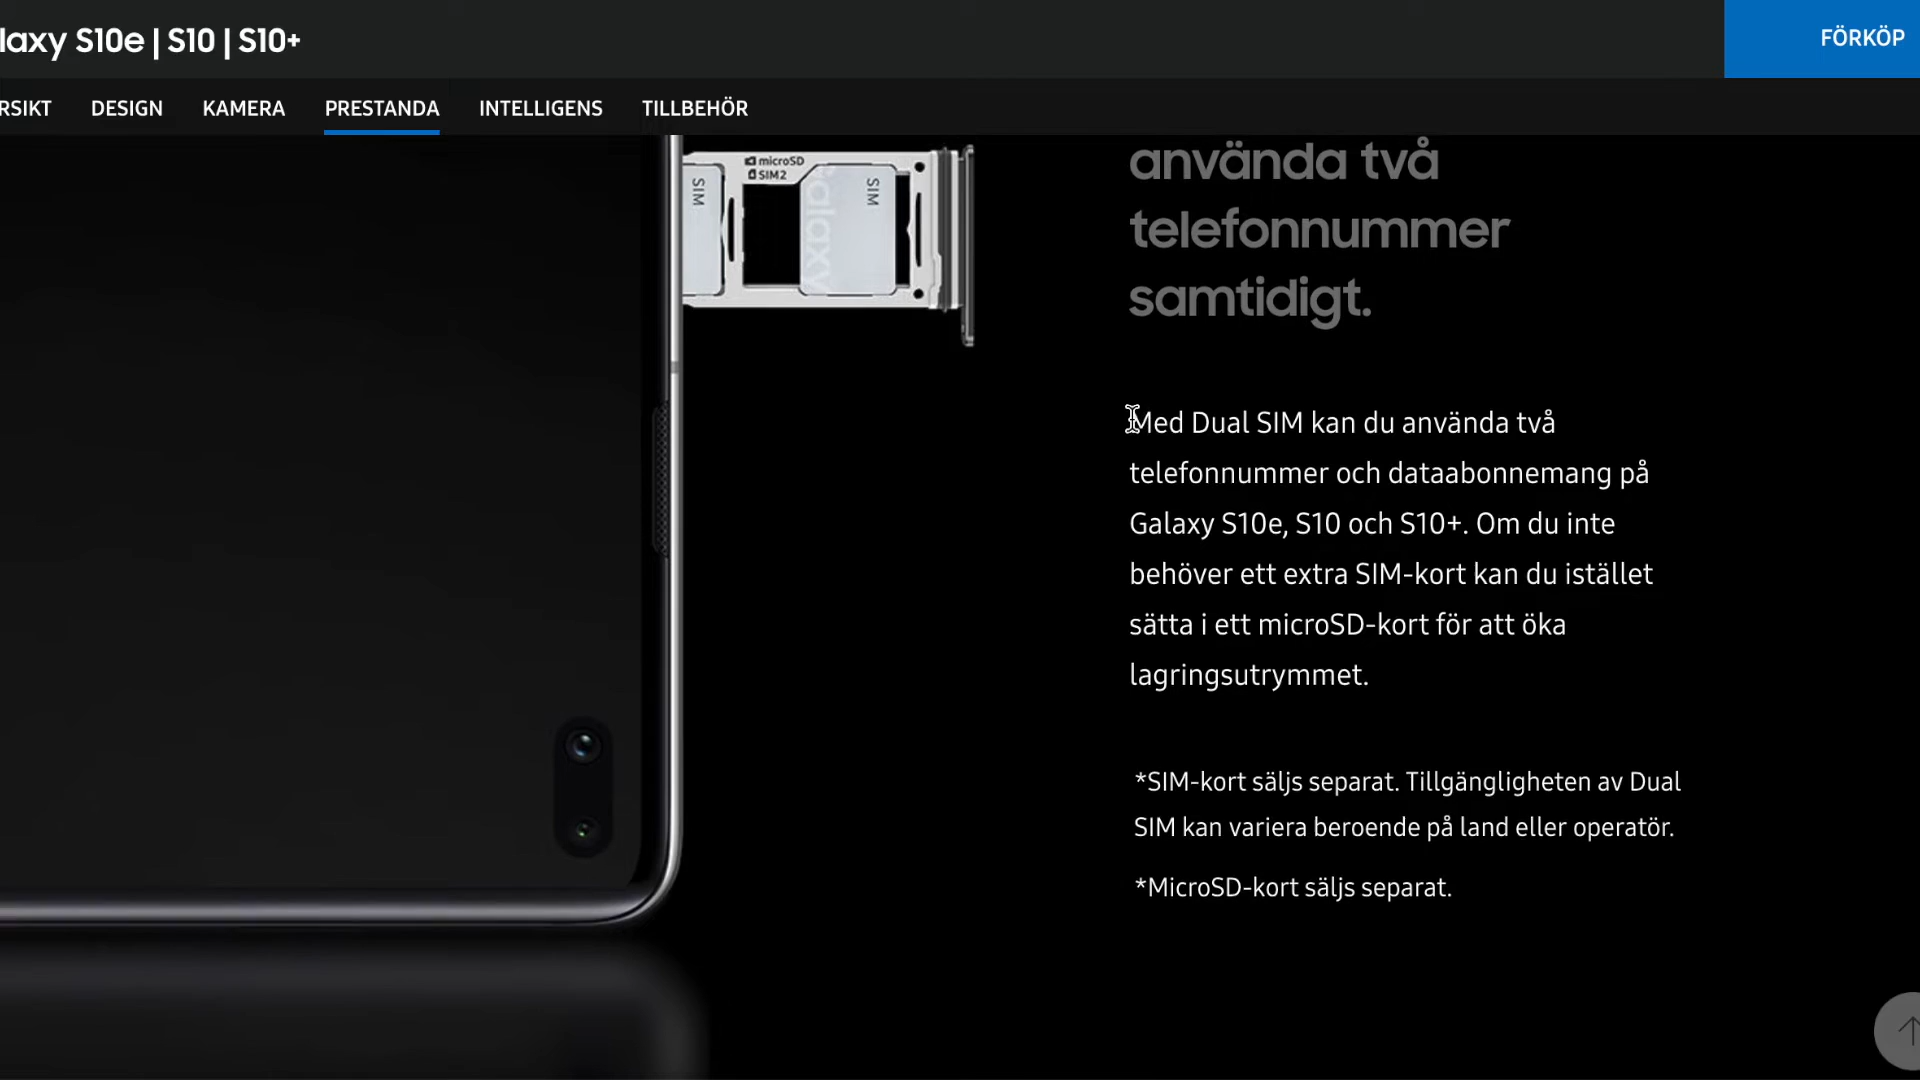 laxy S10e | S10 | S10+
FÖRKÖP
RSIKT DESIGN KAMERA PRESTANDA INTELLIGENS TILLBEHÖR
microSD
SIM2
SIM
SIM
Galaxy
använda två
telefonnummer
samtidigt.
Med Dual SIM kan du använda två
telefonnummer och dataabonnemang på
Galaxy S10e, S10 och S10+. Om du inte
behöver ett extra SIM-kort kan du istället
sätta i ett microSD-kort för att öka
lagringsutrymmet.
*SIM-kort säljs separat. Tillgängligheten av Dual
SIM kan variera beroende på land eller operatör.
*MicroSD-kort säljs separat.